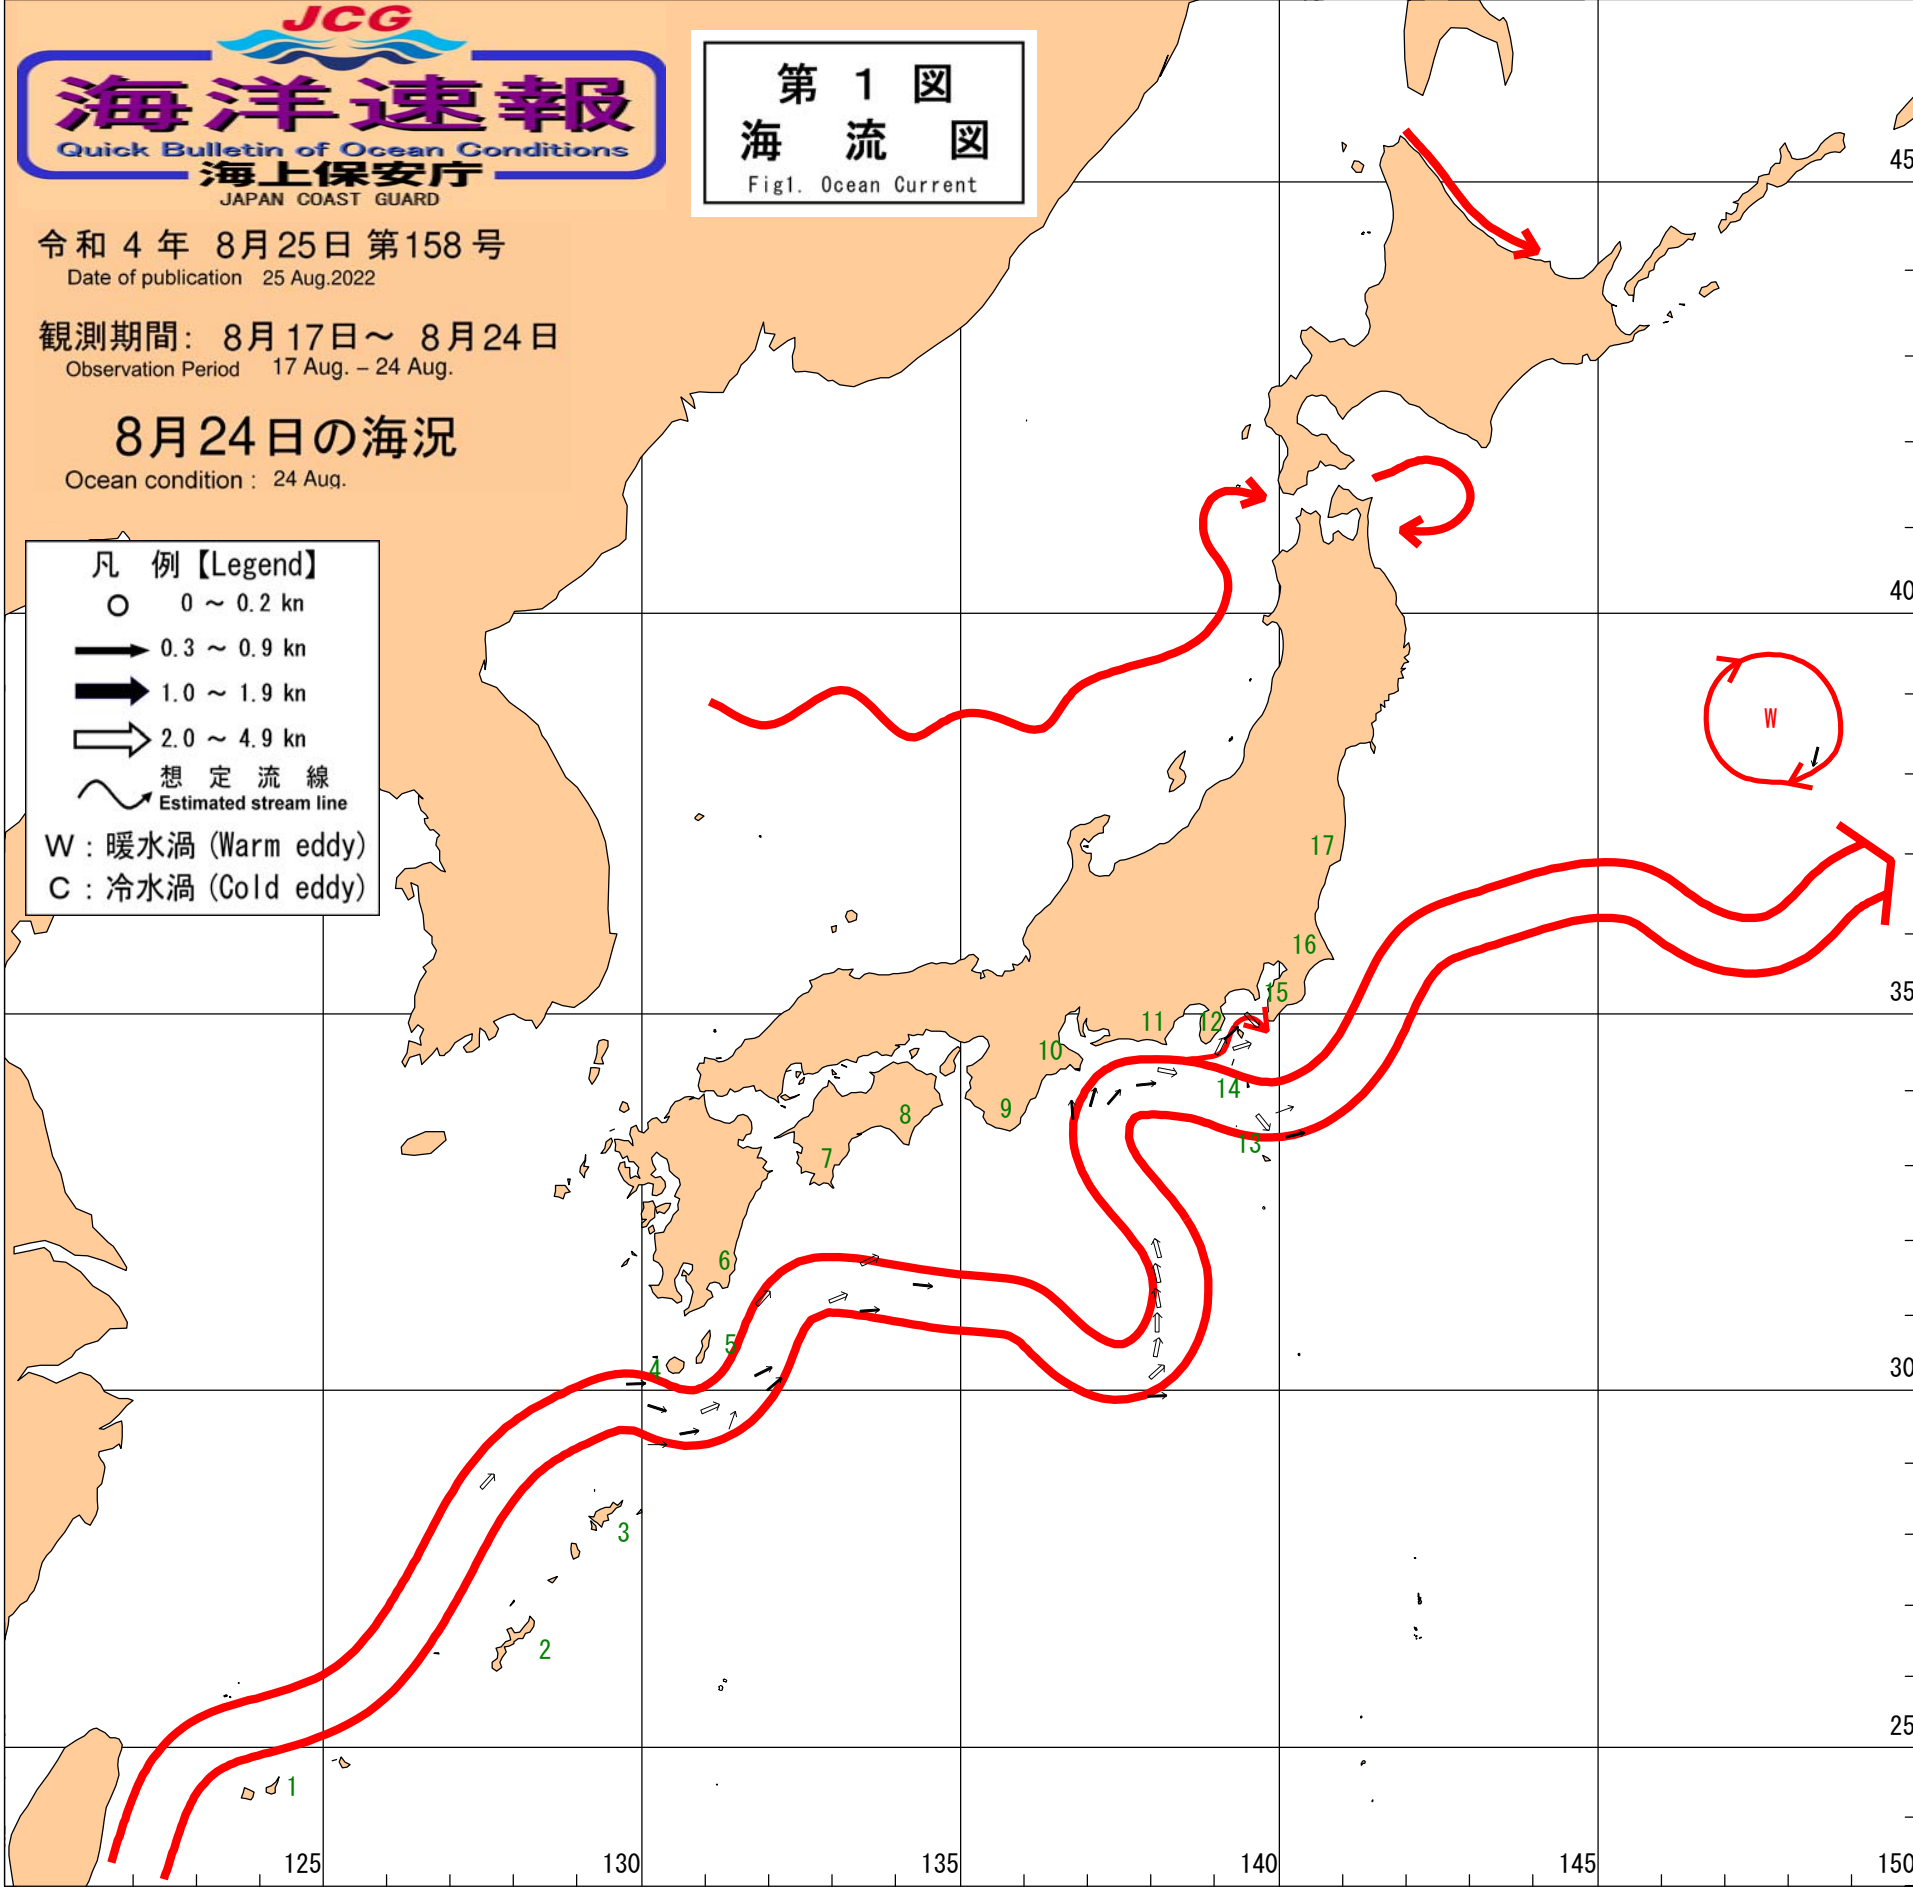 JCG
海洋速報
Quick Bulletin of Ocean Conditions
海上保安庁
JAPAN COAST GUARD
第 1 図
海 流 図
Fig1. Ocean Current
令和 4 年 8月25日 第158 号
Date of publication 25 Aug.2022
観測期間: 8月17日～ 8月24日
Observation Period 17 Aug. – 24 Aug.
8月24日の海況
Ocean condition : 24 Aug.
凡 例【Legend】
0 ～ 0.2 kn
0.3 ～ 0.9 kn
1.0 ～ 1.9 kn
2.0 ～ 4.9 kn
想 定 流 線
Estimated stream line
W : 暖水渦 (Warm eddy)
C : 冷水渦 (Cold eddy)
45
40
W
17
16
35
15
12
11
10
14
9
8
13
7
6
5
4
30
3
2
25
1
125
130
135
140
145
150